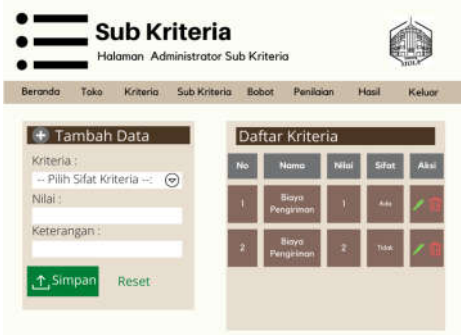 Sub Kriteria
Halaman Administrator Sub Kriteria
Beranda Toko Kriteria Sub Kriteria Bobot Penilaian Hasil Keluar
Tambah Data
Kriteria :
-- Pilih Sifat Kriteria --:
Nilai :
Keterangan :
Simpan Reset
Daftar Kriteria
No Nama Nilai Sifat Aksi
1 Biaya Pengiriman 1 Ada
2 Biaya Pengiriman 2 Tidak